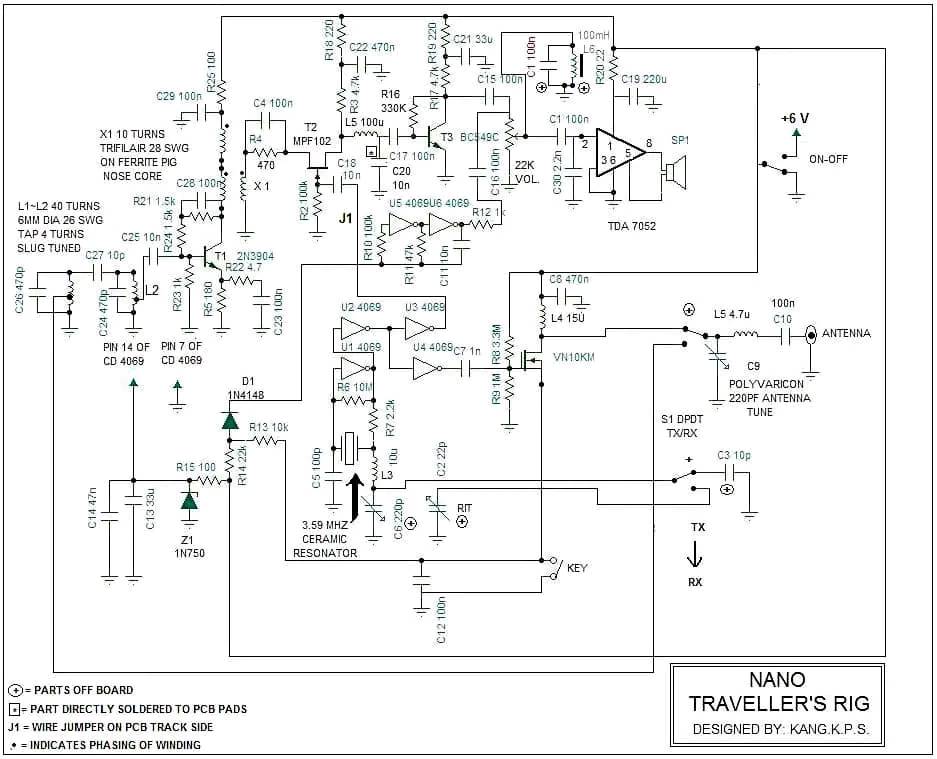 R25 100
R18 220
C22 470n
R19 220
C21 33u
C1 100n
100mH
L6
R20 22
C19 220u
C29 100n
C4 100n
R3 4.7k
R16
330K
R17 4.7k
C15 100n
+6 V
X1 10 TURNS
TRIFILAIR 28 SWG
ON FERRITE PIG
NOSE CORE
R4
470
T2
MPF102
L5 100u
C17 100n
T3
BC549C
C1 100n
2
1
3 6
5
8
SP1
ON-OFF
C28 100n
X 1
C18
10n
C20
10n
C16 100n
22K
VOL.
C30 2.2n
TDA 7052
L1~L2 40 TURNS
6MM DIA 26 SWG
TAP 4 TURNS
SLUG TUNED
R21 1.5k
R24 1.5k
R2 100k
J1
U5 4069
U6 4069
R12 1k
R10 100k
R11 47k
C11 10n
C25 10n
C27 10p
T1
2N3904
R22 4.7
C26 470p
C24 470p
L2
R23 1k
R5 180
C23 100n
C8 470n
L4 15U
U2 4069
U3 4069
U1 4069
U4 4069
C7 1n
R8 3.3M
R9 1M
VN10KM
L5 4.7u
100n
C10
ANTENNA
PIN 14 OF
CD 4069
PIN 7 OF
CD 4069
C9
POLYVARICON
220PF ANTENNA
TUNE
D1
1N4148
R6 10M
R7 2.2k
S1 DPDT
TX/RX
R13 10k
R14 22k
R15 100
C5 100p
10u
L3
C2 22p
C3 10p
C14 47n
C13 33u
Z1
1N750
3.59 MHZ
CERAMIC
RESONATOR
C6 220p
RIT
TX
RX
KEY
C12 100n
= PARTS OFF BOARD
= PART DIRECTLY SOLDERED TO PCB PADS
J1 = WIRE JUMPER ON PCB TRACK SIDE
= INDICATES PHASING OF WINDING
NANO
TRAVELLER'S RIG
DESIGNED BY: KANG.K.P.S.